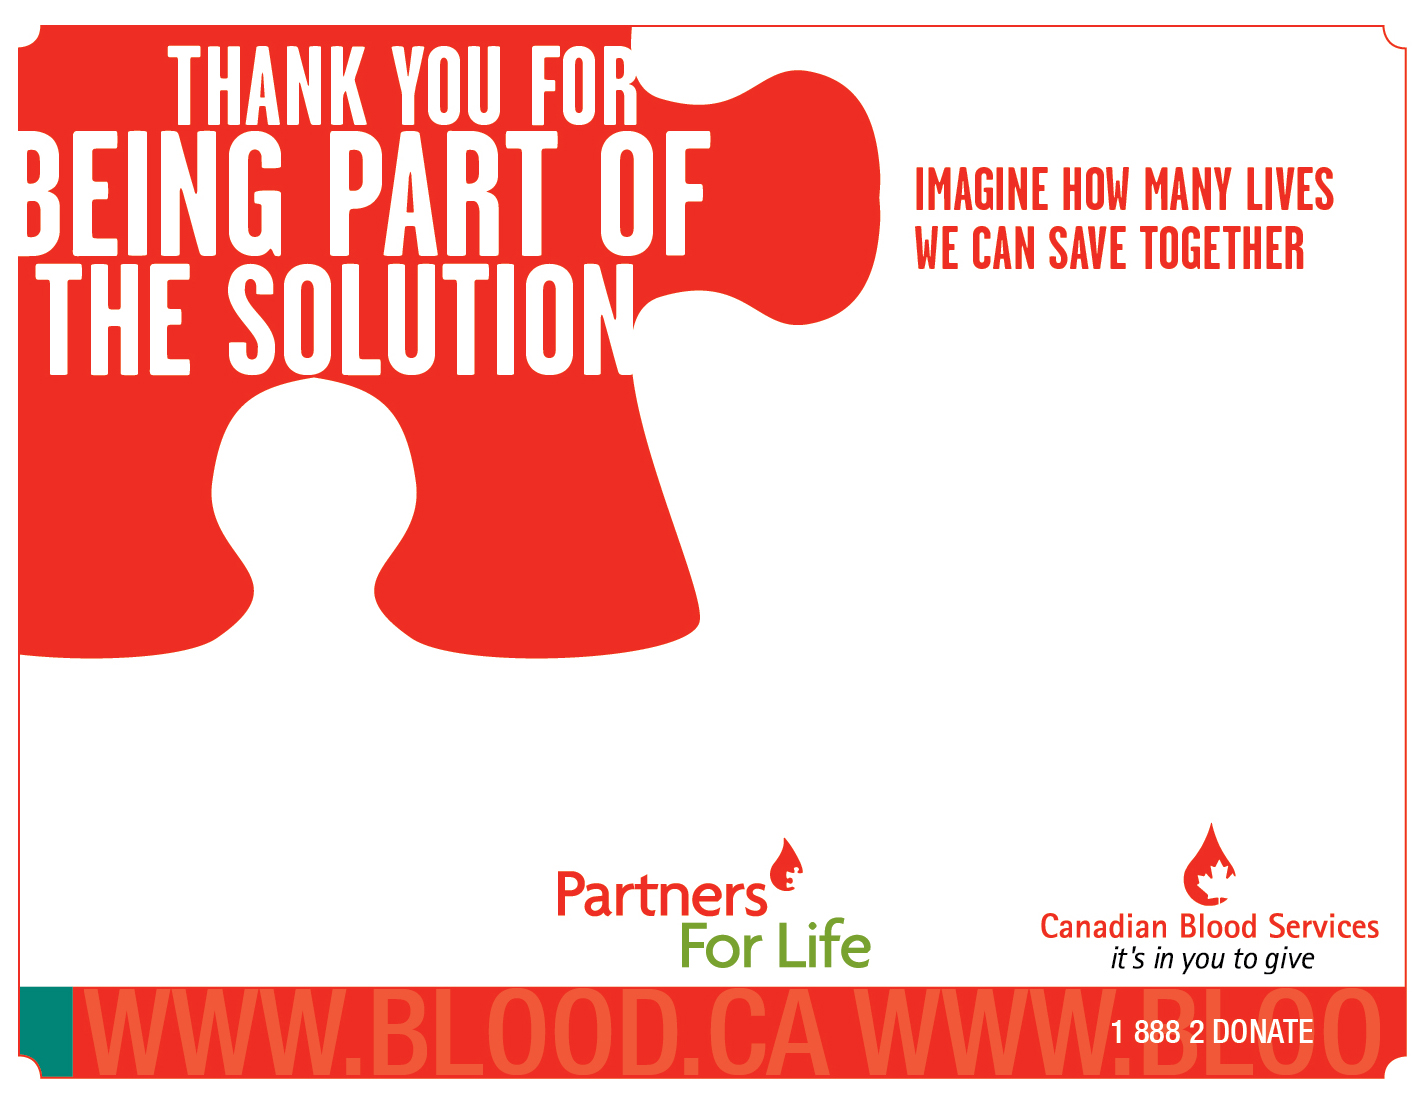 THANK YOU FOR
BEING PART OF
THE SOLUTION
IMAGINE HOW MANY LIVES
WE CAN SAVE TOGETHER
Partners
For Life
Canadian Blood Services
it's in you to give
WWW.BLOOD.CA WWW.BLOO
1 888 2 DONATE